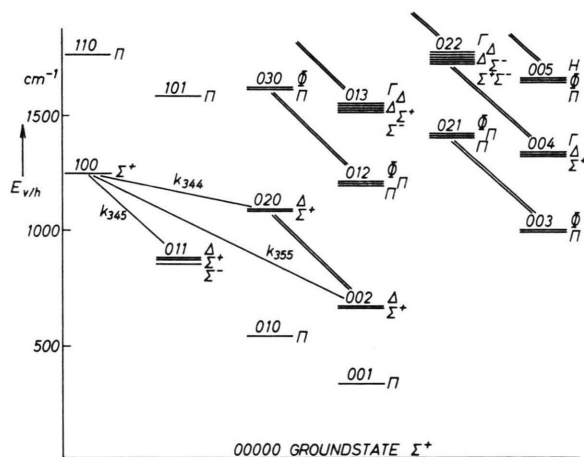 110 Π
cm⁻¹
101 Π
030 Φ Π
013 Γ Δ Δ Σ⁺ Σ⁻
022 Γ Δ Δ Σ⁻ Σ⁺ Σ⁻
005 H Φ Π
1500
021 Φ Π Π
004 Γ Δ Σ⁺
E_v/h
100 Σ⁺
k₃₄₄
012 Φ Π Π
020 Δ Σ⁺
k₃₄₅
1000
003 Φ Π
011 Δ Σ⁺ Σ⁻
k₃₅₅
002 Δ Σ⁺
010 Π
500
001 Π
00000 GROUNDSTATE Σ⁺